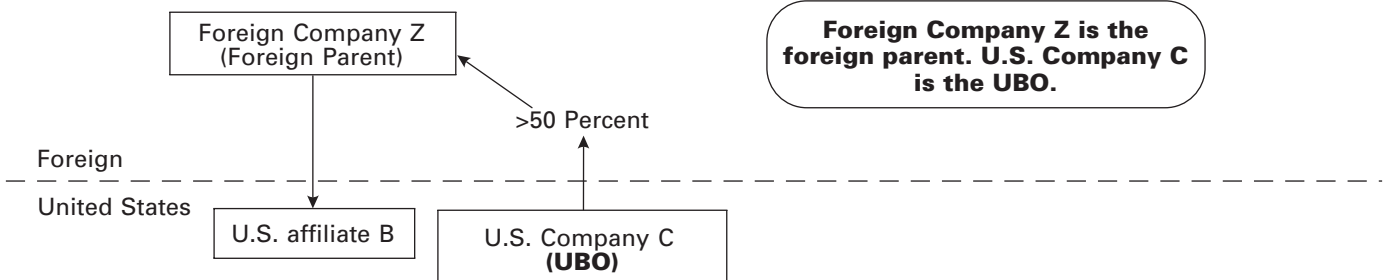 Foreign Company Z
(Foreign Parent)
Foreign Company Z is the
foreign parent. U.S. Company C
is the UBO.
>50 Percent
Foreign
United States
U.S. affiliate B
U.S. Company C
(UBO)